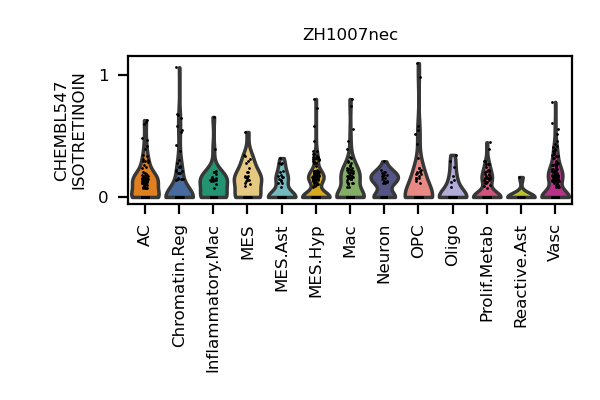 ZH1007nec
CHEMBL547
ISOTRETINOIN
1
0
AC
Chromatin.Reg
Inflammatory.Mac
MES
MES.Ast
MES.Hyp
Mac
Neuron
OPC
Oligo
Prolif.Metab
Reactive.Ast
Vasc